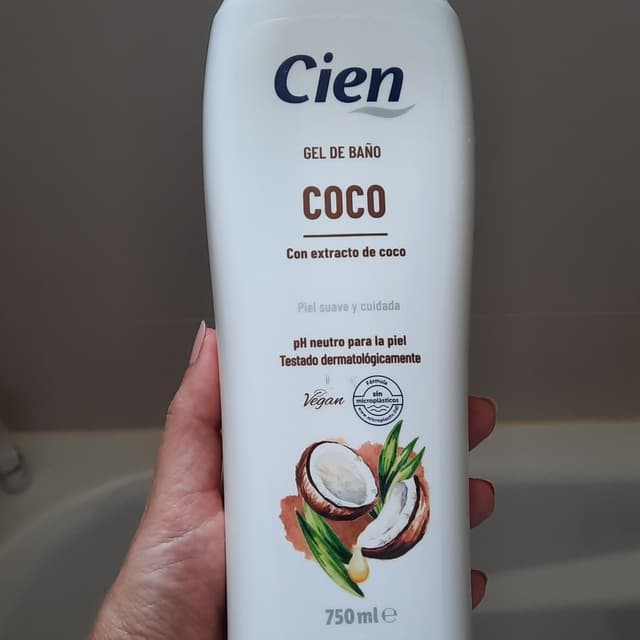 Cien
GEL DE BAÑO
COCO
Con extracto de coco
Piel suave y cuidada
pH neutro para la piel
Testado dermatológicamente
Vegan
Fórmula
sin
microplásticos
750 ml e